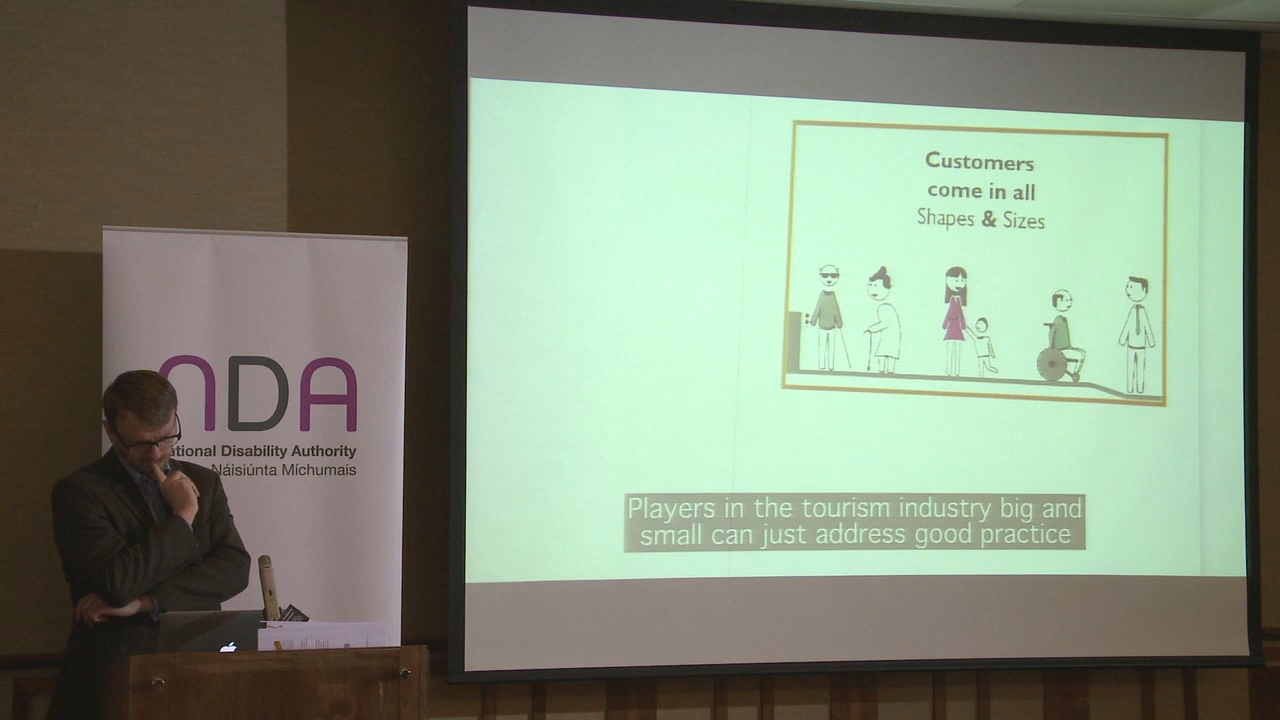 NDA
National Disability Authority
Náisiúnta Míchumais
Customers
come in all
Shapes & Sizes
Players in the tourism industry big and
small can just address good practice